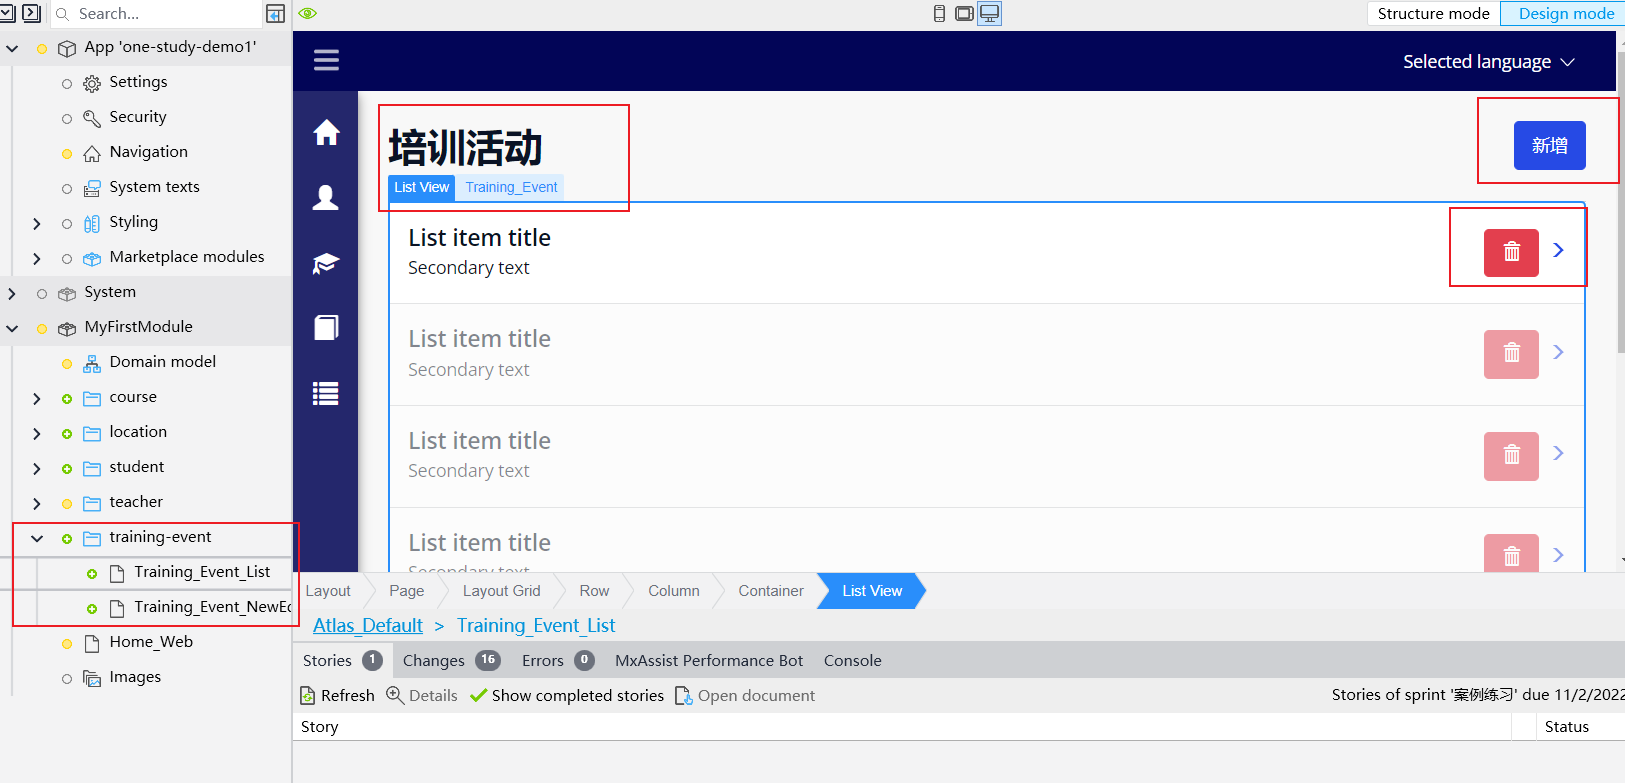 Search...
Structure mode
Design mode
App 'one-study-demo1'
Settings
Security
Navigation
System texts
Styling
Marketplace modules
System
MyFirstModule
Domain model
course
location
student
teacher
training-event
Training_Event_List
Training_Event_NewEd
Home_Web
Images
Selected language
培训活动
新增
List View
Training_Event
List item title
Secondary text
List item title
Secondary text
List item title
Secondary text
List item title
Secondary text
Layout
Page
Layout Grid
Row
Column
Container
List View
Atlas_Default > Training_Event_List
Stories 1
Changes 16
Errors 0
MxAssist Performance Bot
Console
Refresh
Details
Show completed stories
Open document
Stories of sprint '案例练习' due 11/2/2022
Story
Status